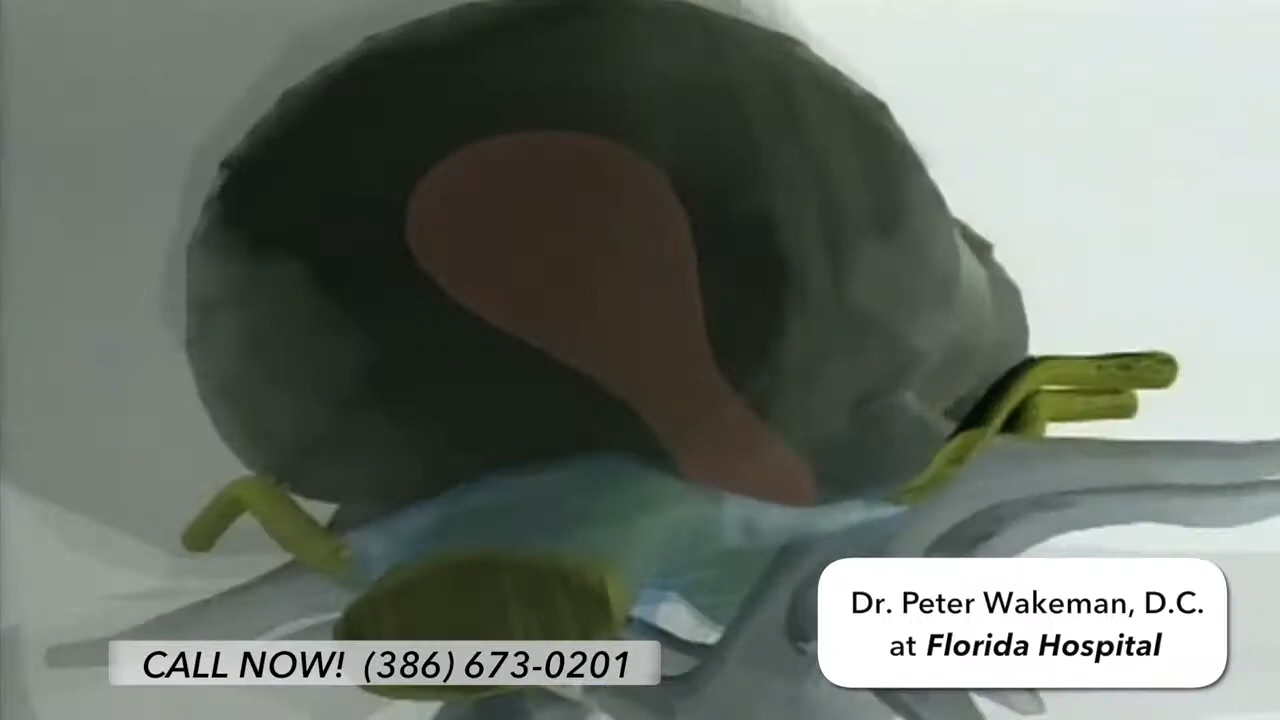 Dr. Peter Wakeman, D.C.
at Florida Hospital
CALL NOW! (386) 673-0201